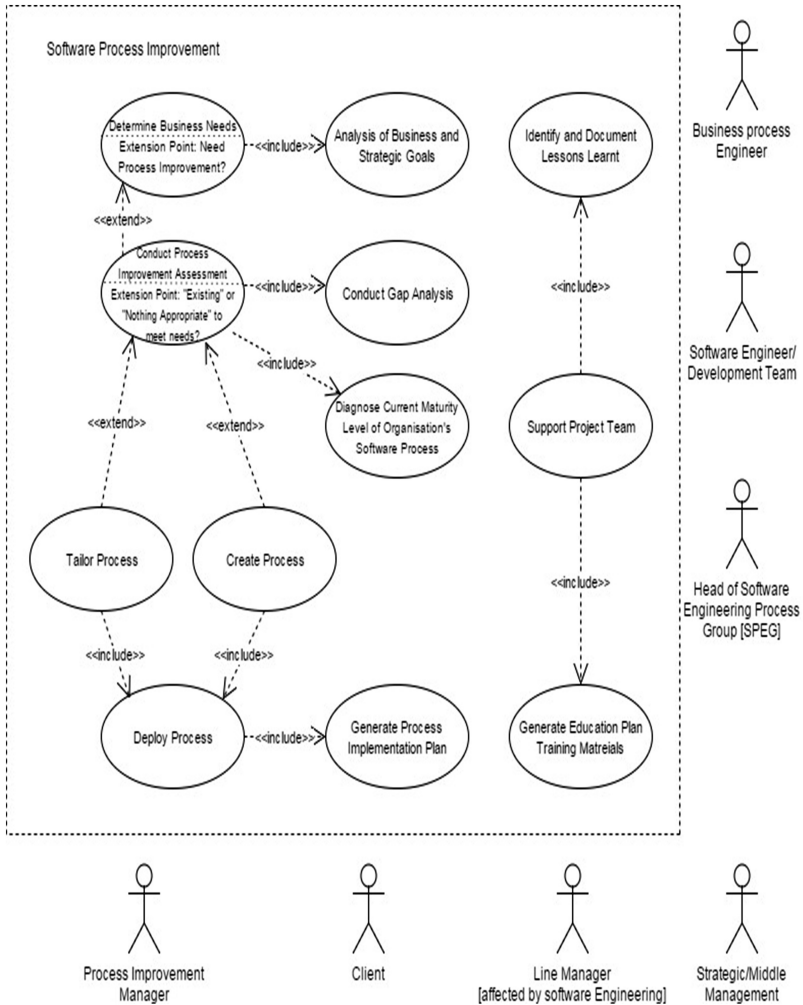 Software Process Improvement
Determine Business Needs
Extension Point: Need
Process Improvement?
<<include>>
Analysis of Business and
Strategic Goals
Identify and Document
Lessons Learnt
Business process
Engineer
<<extend>>
Conduct Process
Improvement Assessment
Extension Point: "Existing" or
"Nothing Appropriate" to
meet needs?
<<include>>
Conduct Gap Analysis
<<include>>
Software Engineer/
Development Team
<<include>>
Diagnose Current Maturity
Level of Organisation's
Software Process
Support Project Team
<<extend>>
<<extend>>
Tailor Process
Create Process
<<include>>
Head of Software
Engineering Process
Group [SPEG]
<<include>>
<<include>>
Deploy Process
<<include>>
Generate Process
Implementation Plan
Generate Education Plan
Training Matreials
Process Improvement
Manager
Client
Line Manager
[affected by software Engineering]
Strategic/Middle
Management